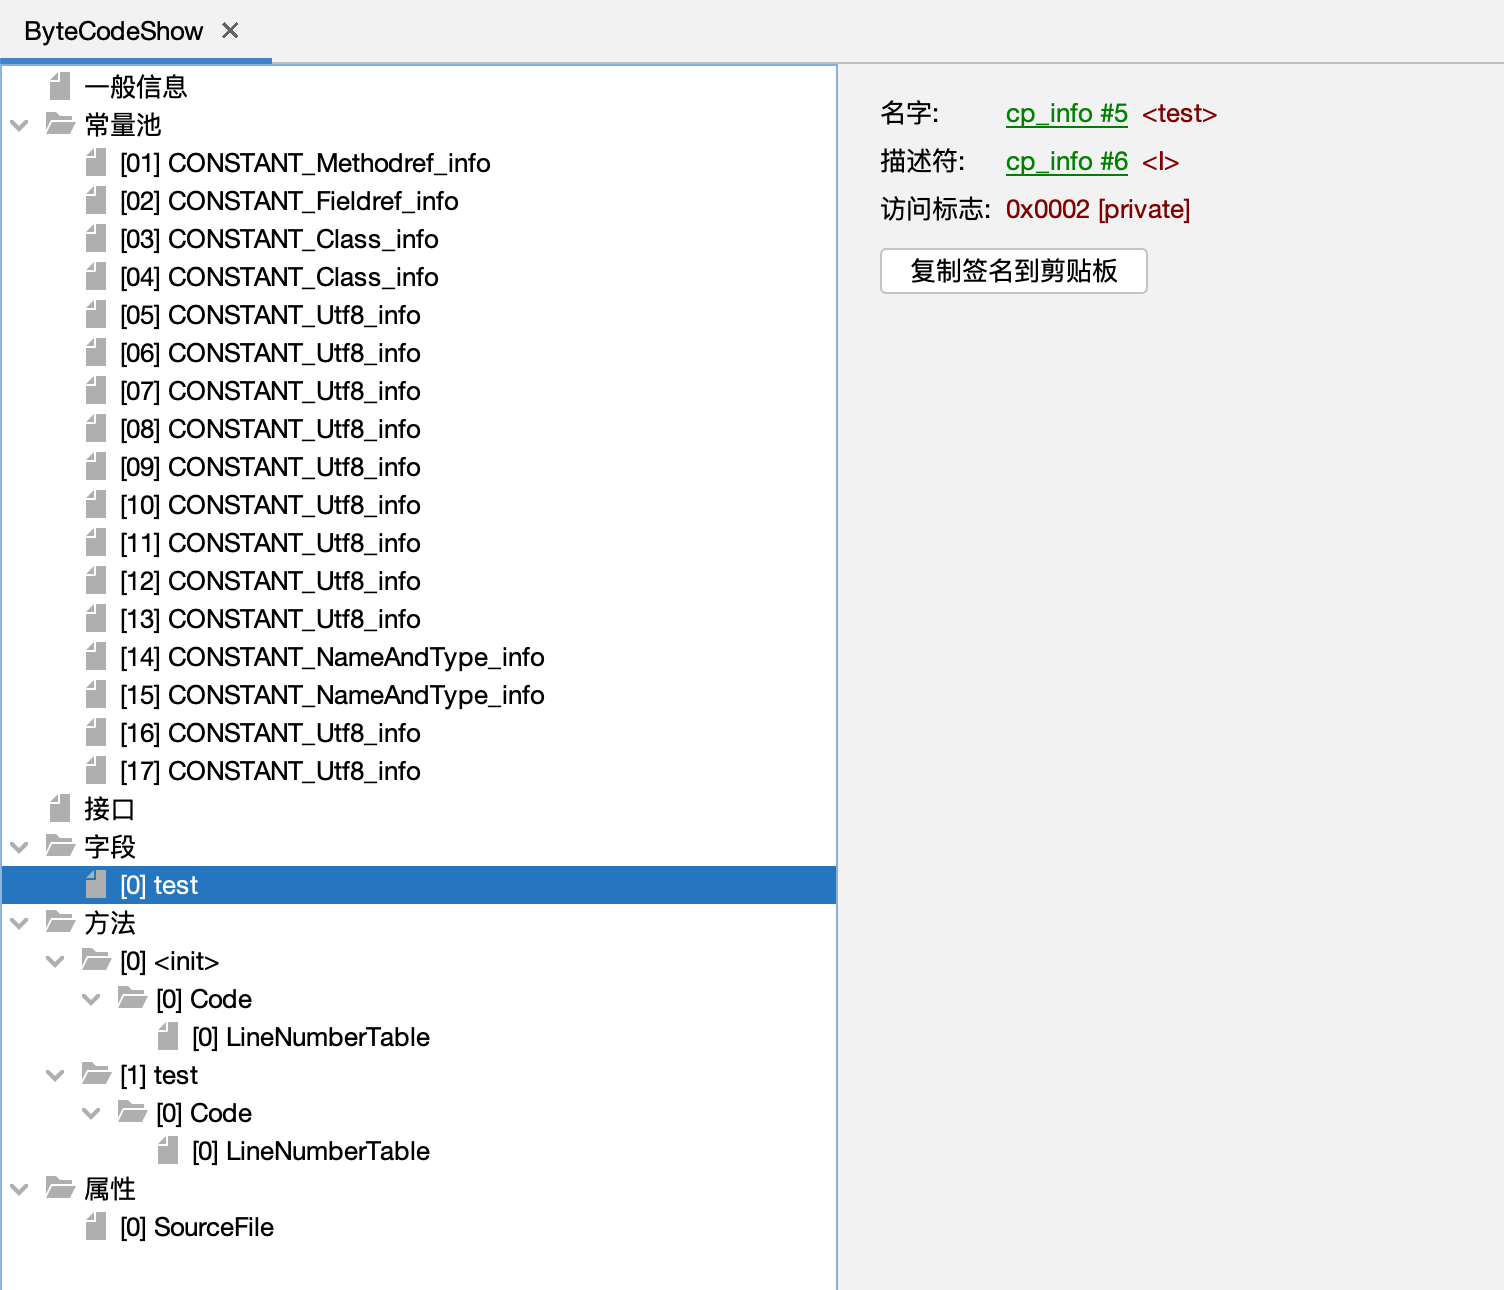 ByteCodeShow
一般信息
常量池
[01] CONSTANT_Methodref_info
[02] CONSTANT_Fieldref_info
[03] CONSTANT_Class_info
[04] CONSTANT_Class_info
[05] CONSTANT_Utf8_info
[06] CONSTANT_Utf8_info
[07] CONSTANT_Utf8_info
[08] CONSTANT_Utf8_info
[09] CONSTANT_Utf8_info
[10] CONSTANT_Utf8_info
[11] CONSTANT_Utf8_info
[12] CONSTANT_Utf8_info
[13] CONSTANT_Utf8_info
[14] CONSTANT_NameAndType_info
[15] CONSTANT_NameAndType_info
[16] CONSTANT_Utf8_info
[17] CONSTANT_Utf8_info
接口
字段
[0] test
方法
[0] <init>
[0] Code
[0] LineNumberTable
[1] test
[0] Code
[0] LineNumberTable
属性
[0] SourceFile
名字: cp_info #5 <test>
描述符: cp_info #6 <I>
访问标志: 0x0002 [private]
复制签名到剪贴板